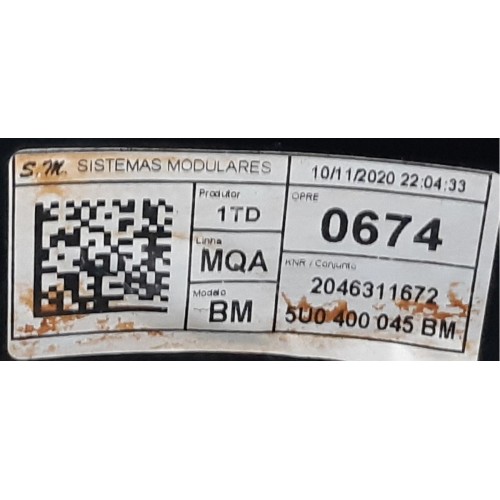 S.M. SISTEMAS MODULARES
10/11/2020 22:04:33
Produtor
1TD
OPRE
0674
Linha
MQA
KNR / Conjunto
2046311672
Modelo
BM
5U0 400 045 BM